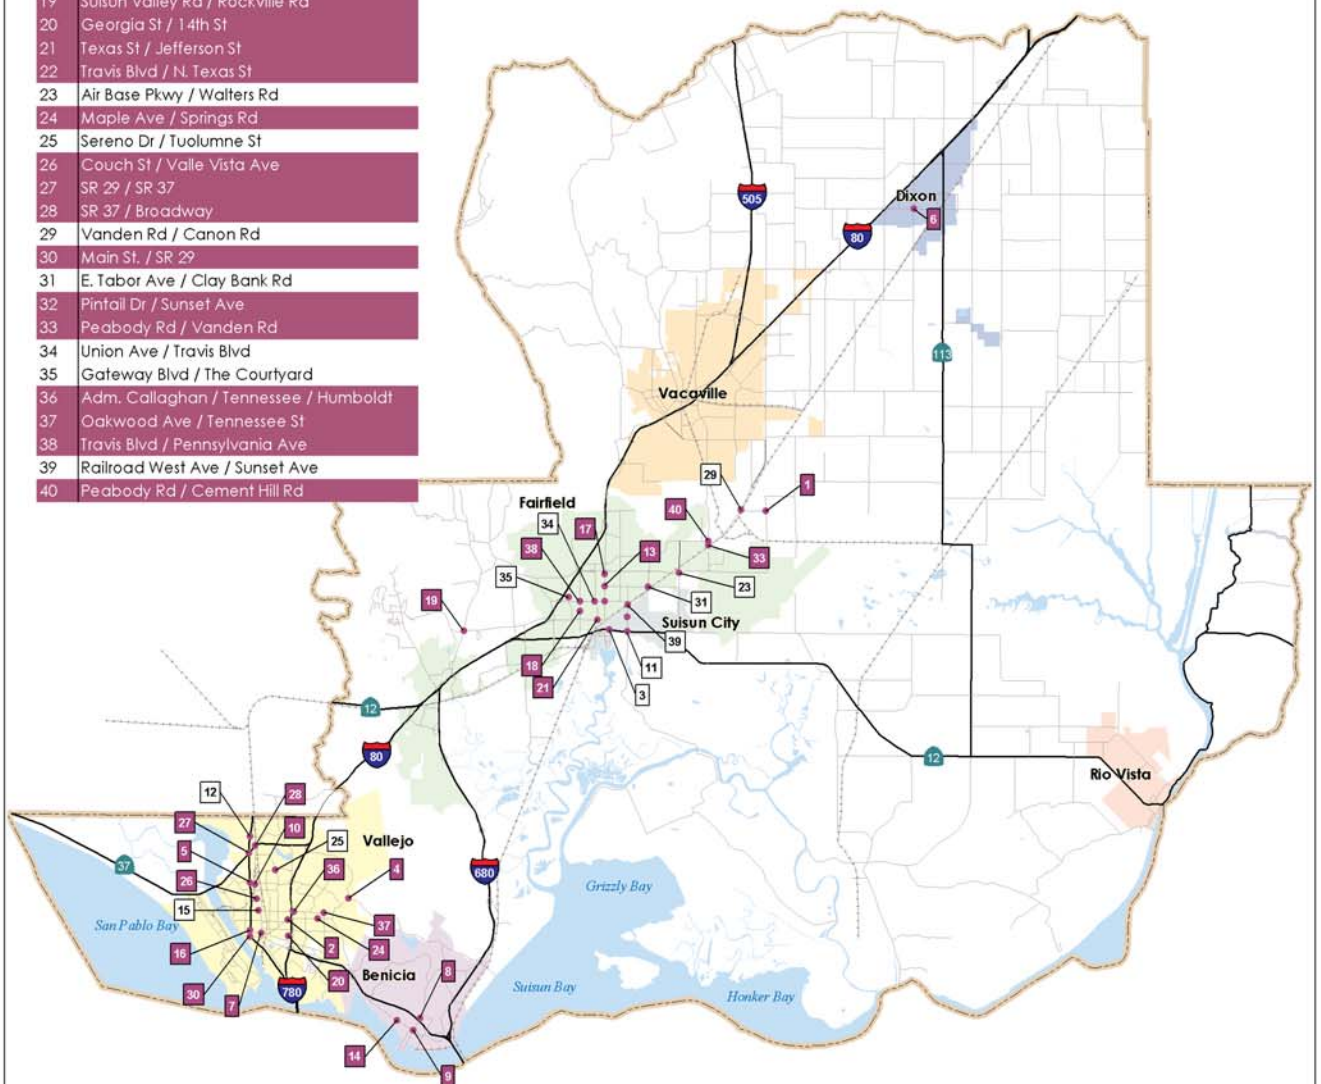 19 Suisun Valley Rd / Rockville Rd
20 Georgia St / 14th St
21 Texas St / Jefferson St
22 Travis Blvd / N. Texas St
23 Air Base Pkwy / Walters Rd
24 Maple Ave / Springs Rd
25 Sereno Dr / Tuolumne St
26 Couch St / Valle Vista Ave
27 SR 29 / SR 37
28 SR 37 / Broadway
29 Vanden Rd / Canon Rd
30 Main St. / SR 29
31 E. Tabor Ave / Clay Bank Rd
32 Pintail Dr / Sunset Ave
33 Peabody Rd / Vanden Rd
34 Union Ave / Travis Blvd
35 Gateway Blvd / The Courtyard
36 Adm. Callaghan / Tennessee / Humboldt
37 Oakwood Ave / Tennessee St
38 Travis Blvd / Pennsylvania Ave
39 Railroad West Ave / Sunset Ave
40 Peabody Rd / Cement Hill Rd
505
Dixon
6
80
113
Vacaville
29
1
Fairfield
40
34
17
38
13
33
35
23
19
31
Suisun City
39
18
11
21
3
12
80
12
Rio Vista
12
28
27
10
25
Vallejo
5
37
36
4
680
26
15
Grizzly Bay
San Pablo Bay
37
16
2
24
Benicia
8
20
30
780
7
Suisun Bay
Honker Bay
14
9